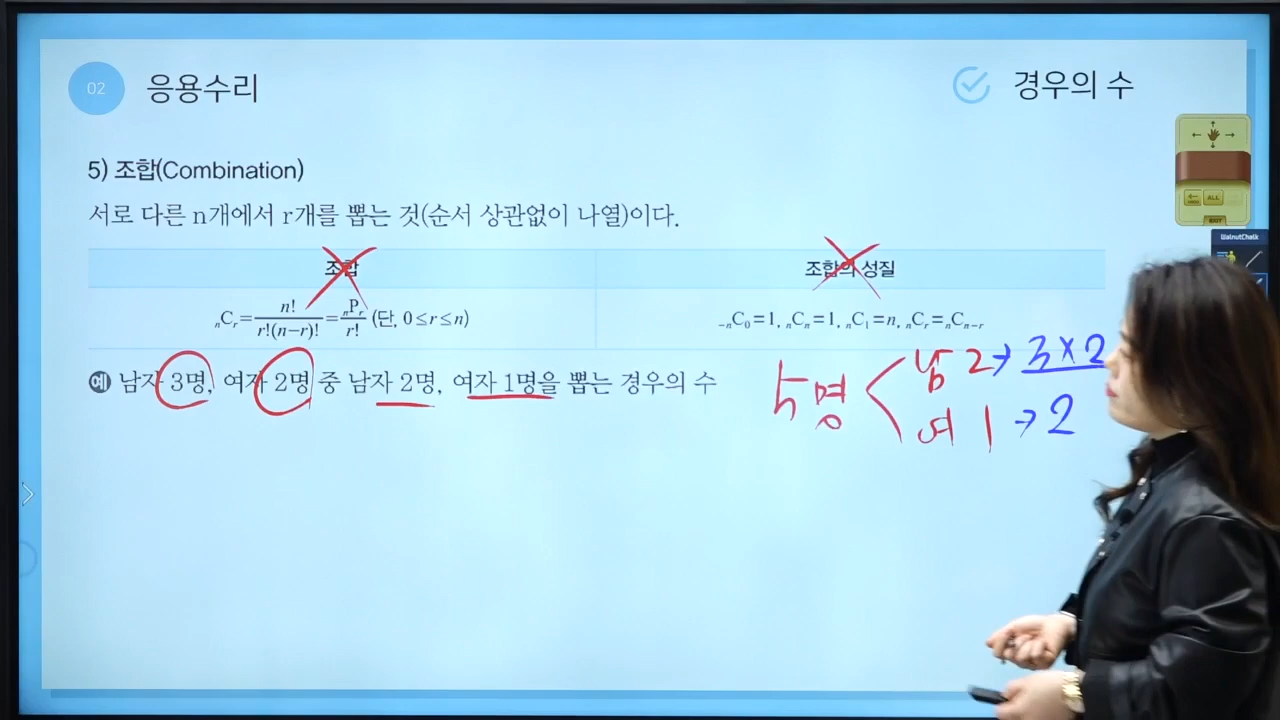 02 응용수리 경우의 수
5) 조합(Combination)
서로 다른 n개에서 r개를 뽑는 것(순서 상관없이 나열)이다.
조합 조합의 성질
ₙCᵣ=n!/r!(n−r)!=ₙPᵣ/r! (단, 0≤r≤n) ₋ₙC₀=1, ₙCₙ=1, ₙC₁=n, ₙCᵣ=ₙCₙ₋ᵣ
예 남자 3명, 여자 2명 중 남자 2명, 여자 1명을 뽑는 경우의 수
5명 < 남 2 → 3×2
여 1 → 2
ALL
EXIT
WalnutChalk